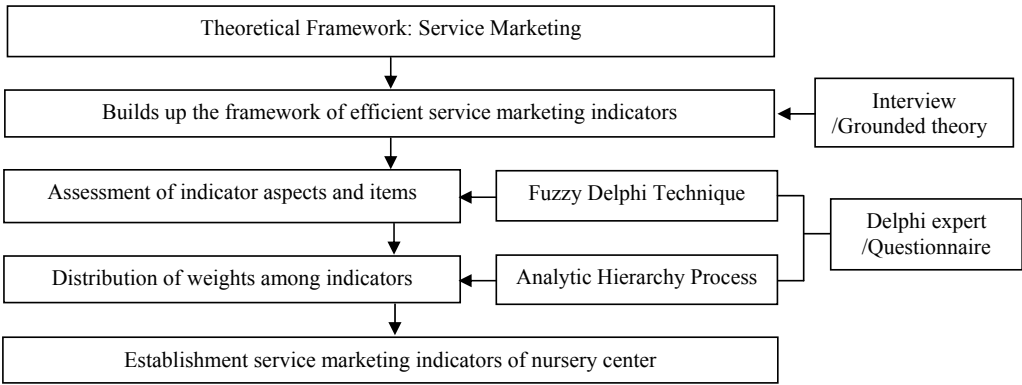 Theoretical Framework: Service Marketing
Builds up the framework of efficient service marketing indicators
Interview
/Grounded theory
Assessment of indicator aspects and items
Fuzzy Delphi Technique
Delphi expert
/Questionnaire
Distribution of weights among indicators
Analytic Hierarchy Process
Establishment service marketing indicators of nursery center